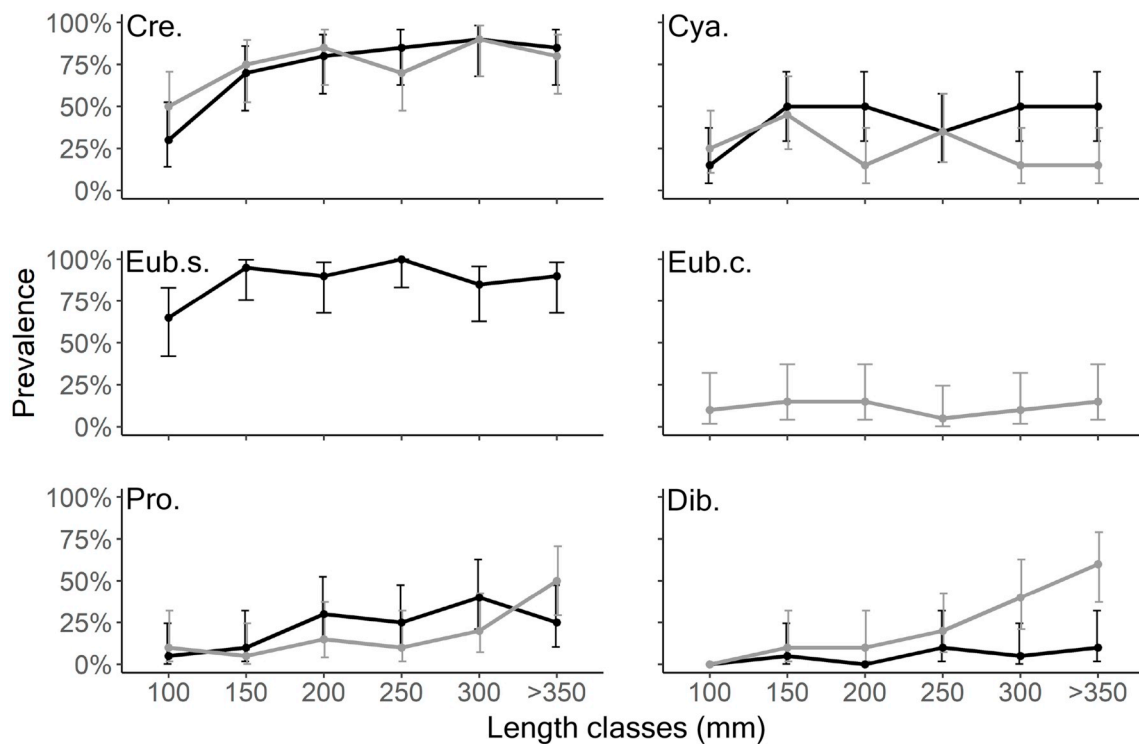 Prevalence
Cre.
100%
75%
50%
25%
0%
Cya.
Eub.s.
100%
75%
50%
25%
0%
Eub.c.
Pro.
100%
75%
50%
25%
0%
Dib.
100 150 200 250 300 >350
100 150 200 250 300 >350
Length classes (mm)